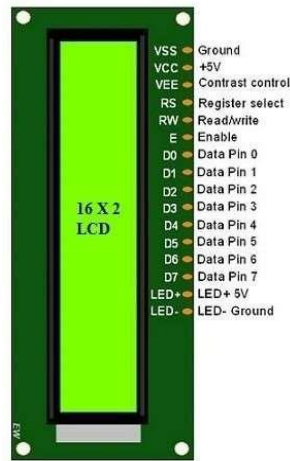 VSS Ground
VCC +5V
VEE Contrast control
RS Register select
RW Read/write
E Enable
D0 Data Pin 0
D1 Data Pin 1
D2 Data Pin 2
D3 Data Pin 3
D4 Data Pin 4
D5 Data Pin 5
D6 Data Pin 6
D7 Data Pin 7
LED+ LED+ 5V
LED- LED- Ground
16 X 2
LCD
EW